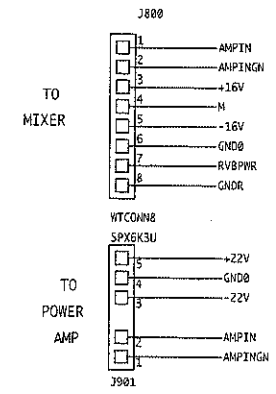 J800
1 AMPIN
2 AMPINGN
3 +16V
4 M
5 -16V
6 GND0
7 RVBPWR
8 GNDR
TO
MIXER
WTCONN8
5PX6K3U
5 +22V
4 GND0
3 -22V
2 AMPIN
1 AMPINGN
TO
POWER
AMP
J901